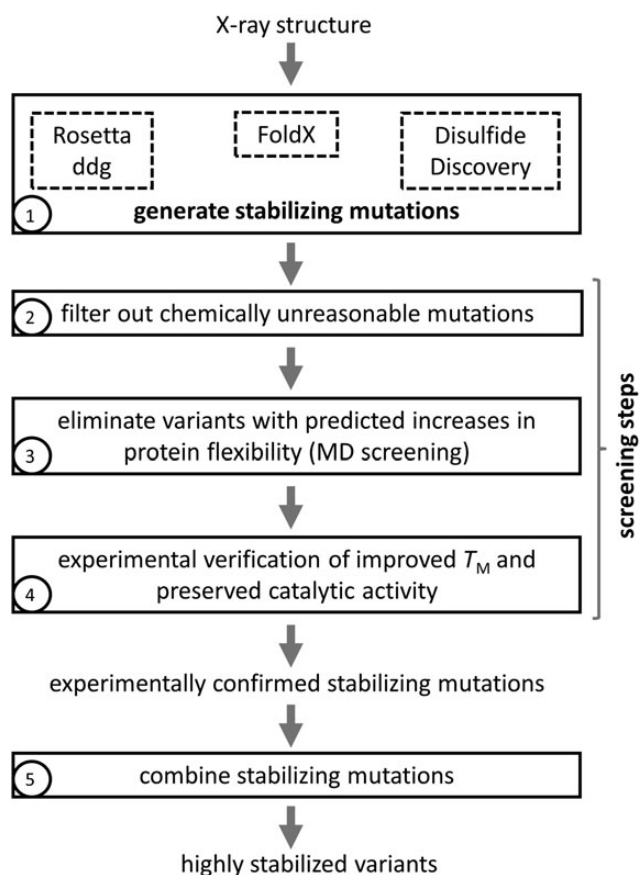 X-ray structure
Rosetta
ddg
FoldX
Disulfide
Discovery
1
generate stabilizing mutations
2
filter out chemically unreasonable mutations
eliminate variants with predicted increases in
protein flexibility (MD screening)
3
experimental verification of improved TM and
preserved catalytic activity
4
screening steps
experimentally confirmed stabilizing mutations
5
combine stabilizing mutations
highly stabilized variants